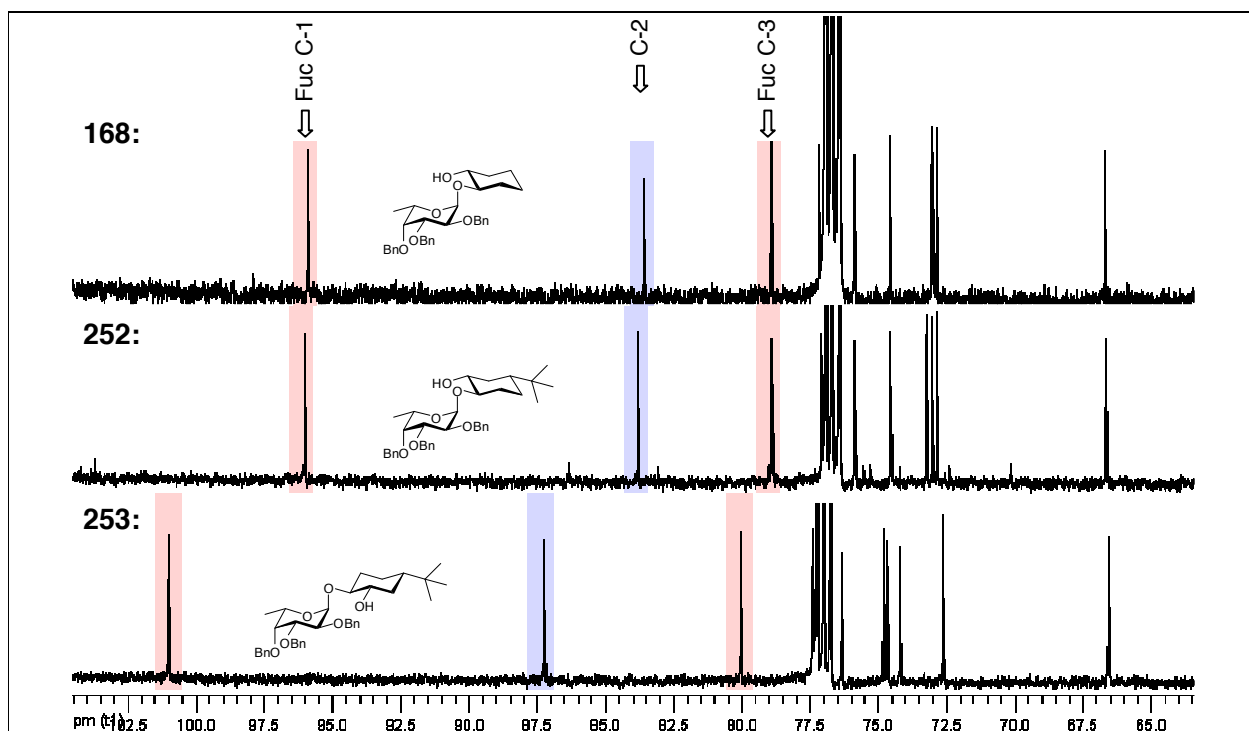 Fuc C-1
C-2
Fuc C-3
168:
HO
O
O
OBn
OBn
BnO
252:
HO
O
O
OBn
OBn
BnO
253:
O
O
OH
OBn
OBn
BnO
pm (t1) 102.5 100.0 97.5 95.0 92.5 90.0 87.5 85.0 82.5 80.0 77.5 75.0 72.5 70.0 67.5 65.0